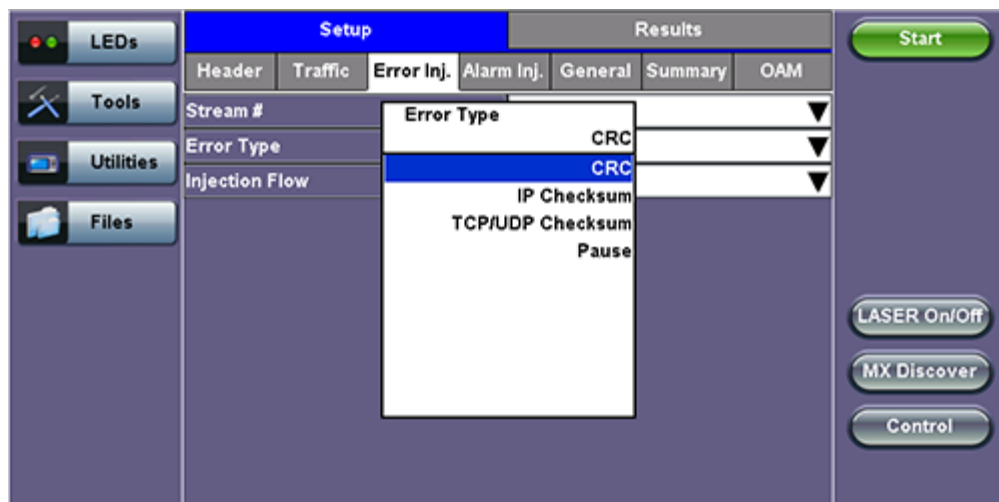 LEDs
Tools
Utilities
Files
Setup
Results
Header
Traffic
Error Inj.
Alarm Inj.
General
Summary
OAM
Stream #
Error Type
Injection Flow
Error Type
CRC
CRC
IP Checksum
TCP/UDP Checksum
Pause
Start
LASER On/Off
MX Discover
Control